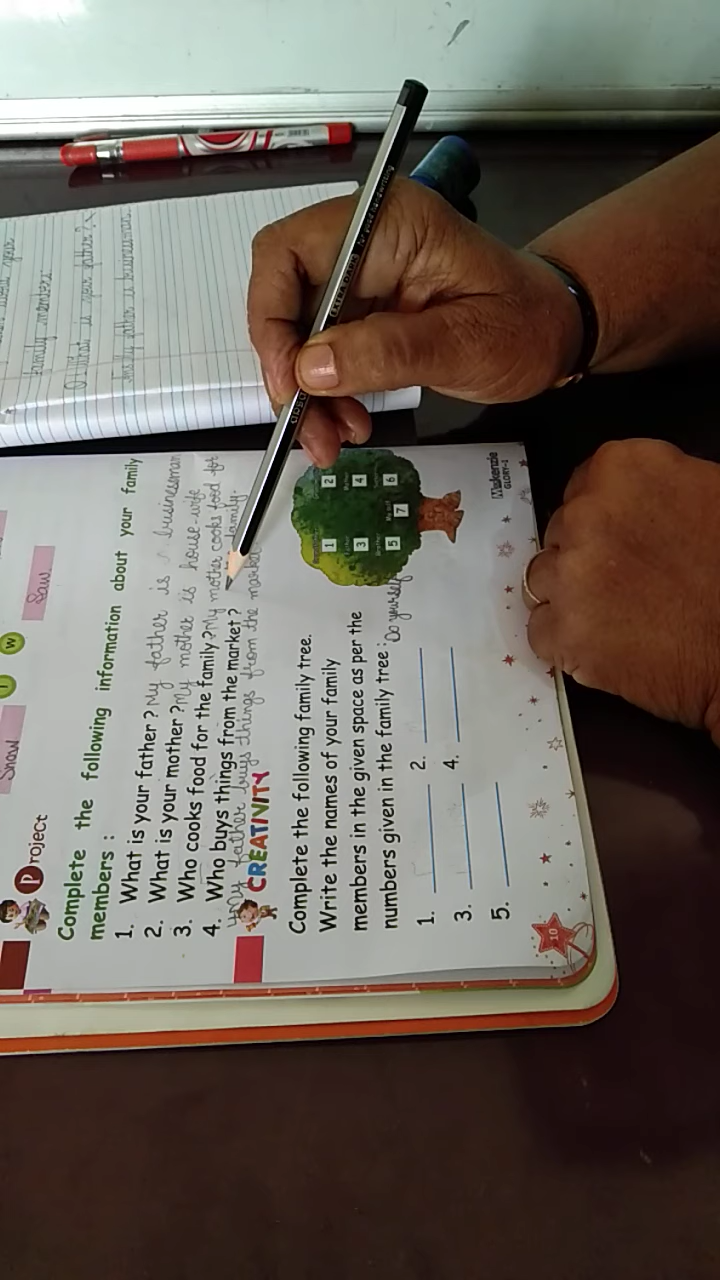 family members.
Q What is your father?
father is businessman.
Snow
Saw
w
Project
Complete the following information about your family
members :
1. What is your father? My father is businessman
2. What is your mother? My mother is house-wife
3. Who cooks food for the family? My mother cooks food for family.
4. Who buys things from the market?
My father buys things from the market
CREATIVITY
Complete the following family tree.
Write the names of your family
members in the given space as per the
numbers given in the family tree :
Do yourself
1 2
3 4
5 6
7
1. 2.
3. 4.
5.
10
GLORY-1